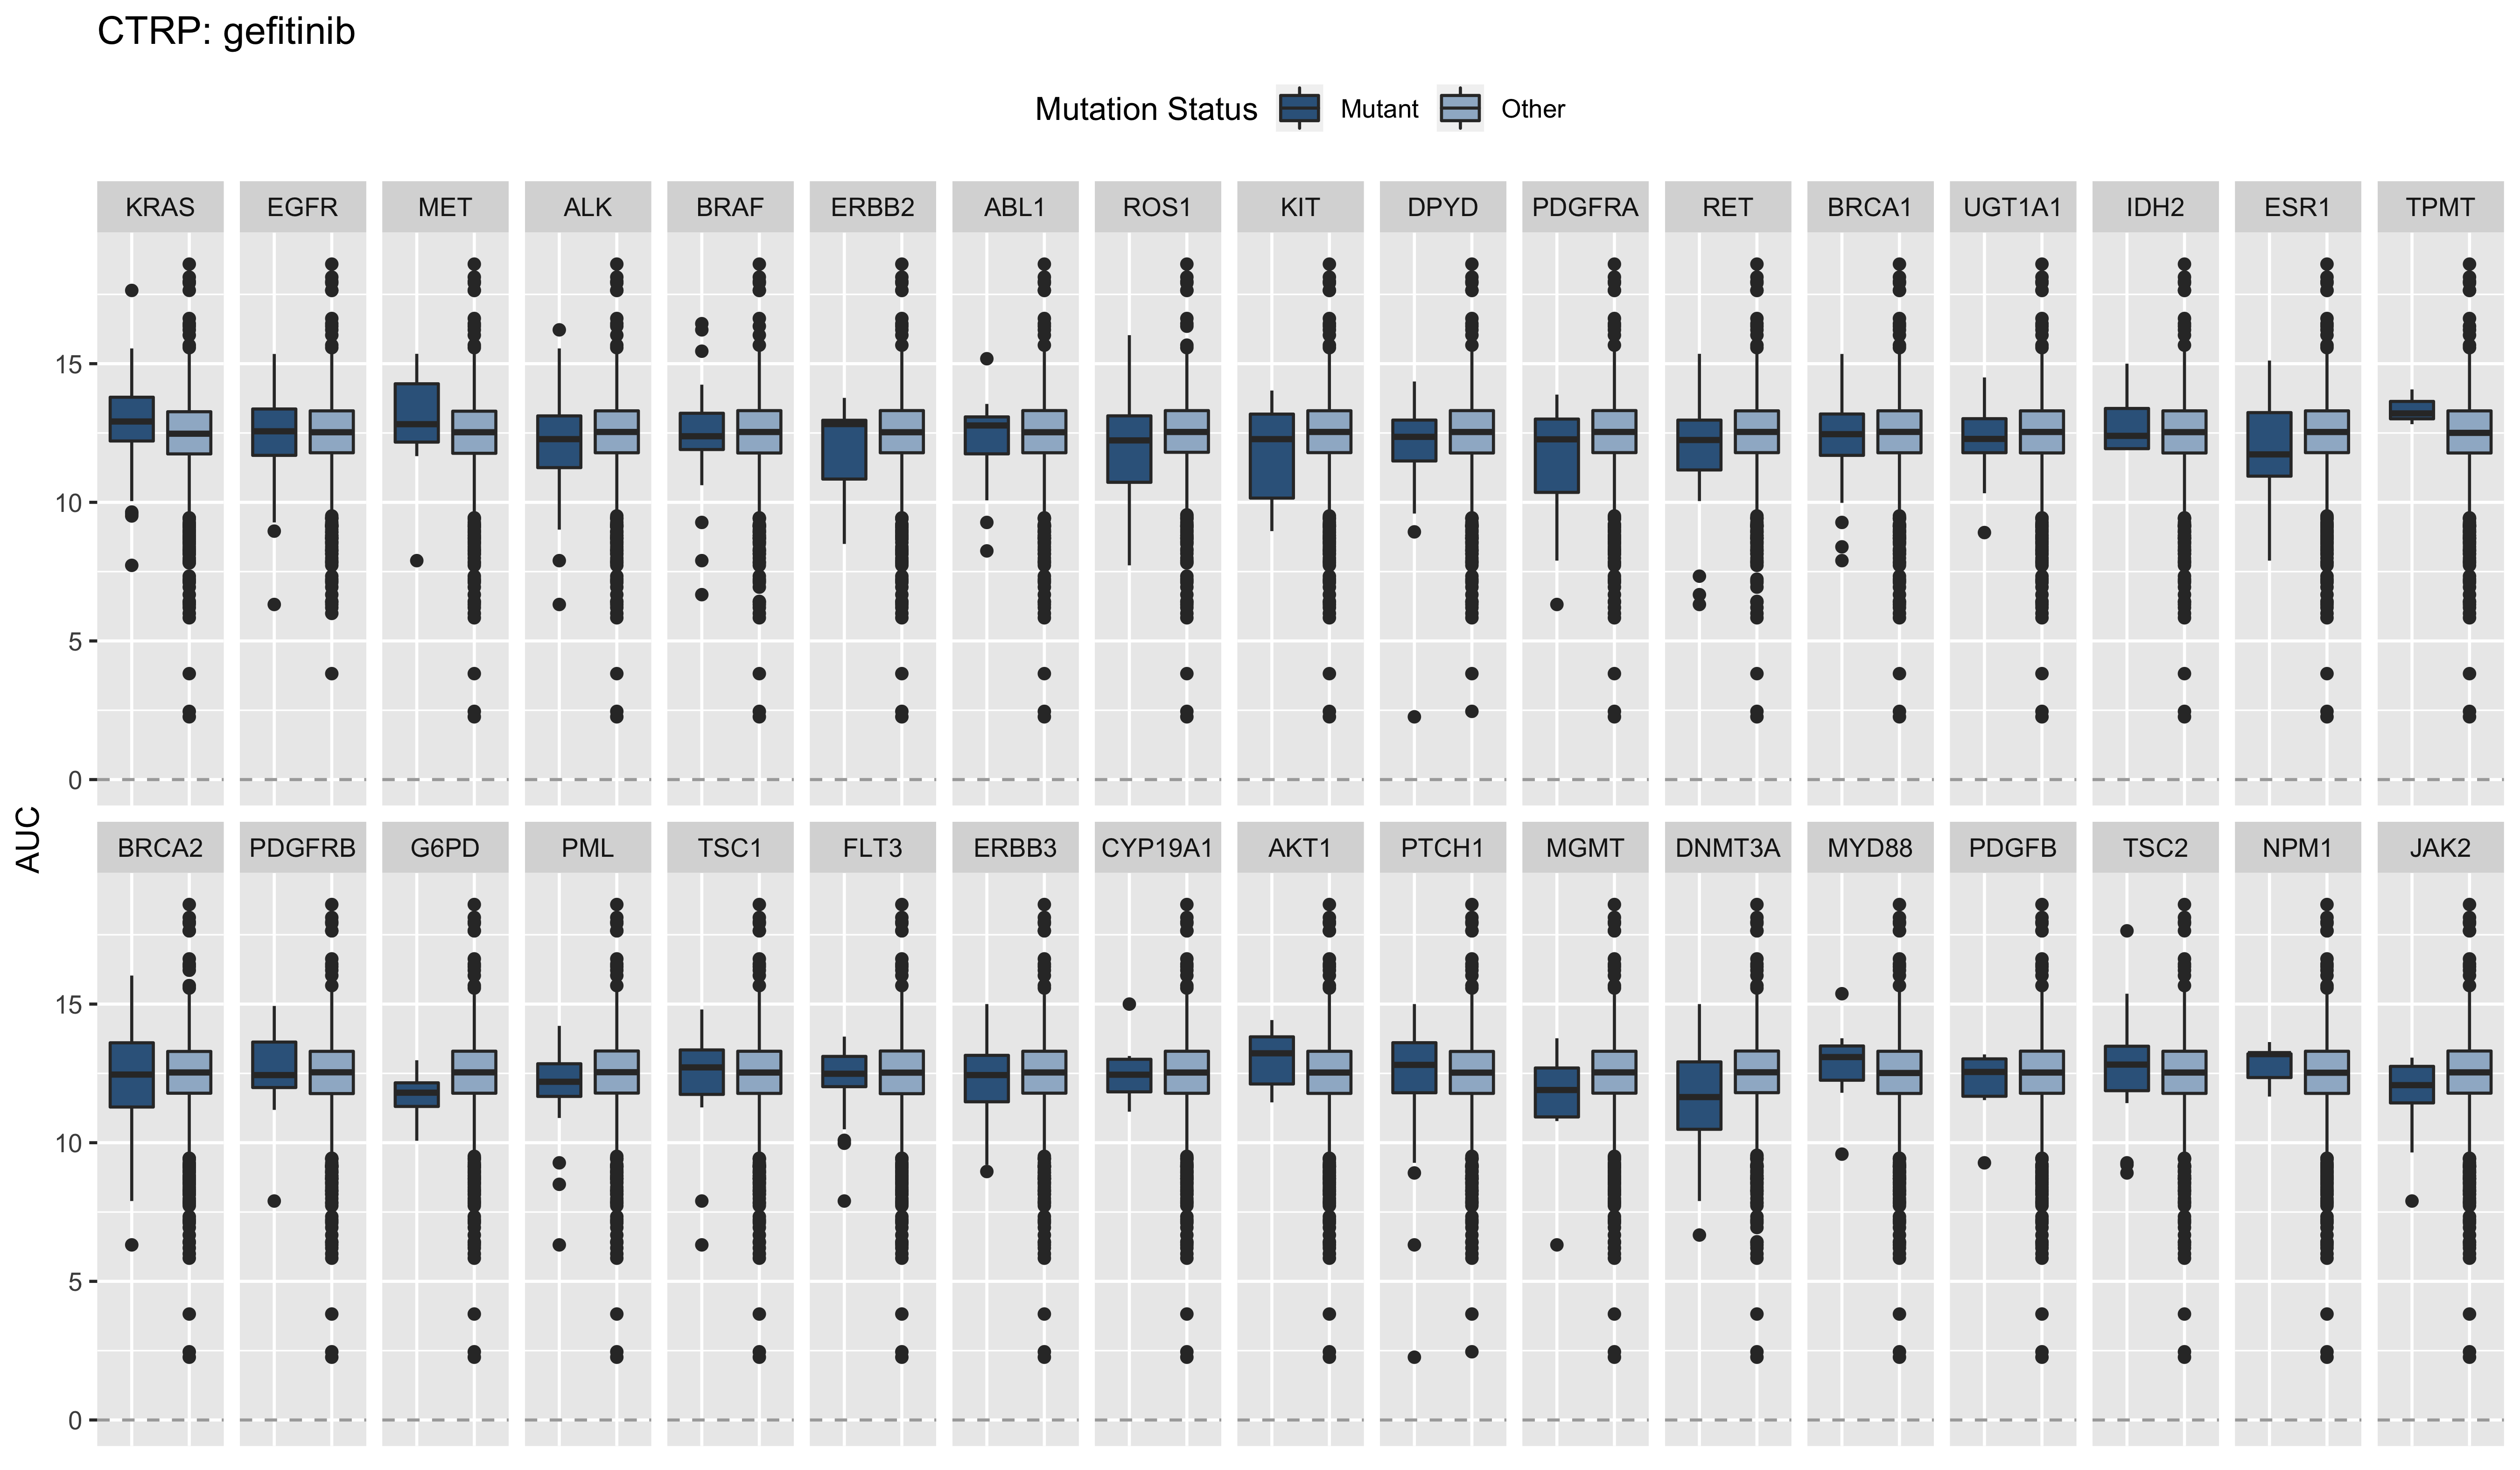 CTRP: gefitinib
Mutation Status Mutant Other
KRAS EGFR MET ALK BRAF ERBB2 ABL1 ROS1 KIT DPYD PDGFRA RET BRCA1 UGT1A1 IDH2 ESR1 TPMT
15
10
5
0
AUC
BRCA2 PDGFRB G6PD PML TSC1 FLT3 ERBB3 CYP19A1 AKT1 PTCH1 MGMT DNMT3A MYD88 PDGFB TSC2 NPM1 JAK2
15
10
5
0